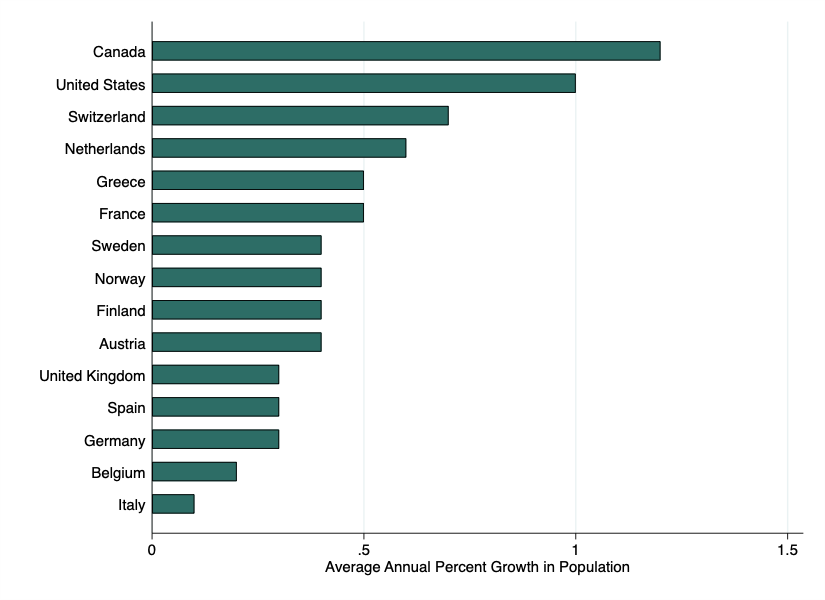 Canada
United States
Switzerland
Netherlands
Greece
France
Sweden
Norway
Finland
Austria
United Kingdom
Spain
Germany
Belgium
Italy
0 .5 1 1.5
Average Annual Percent Growth in Population